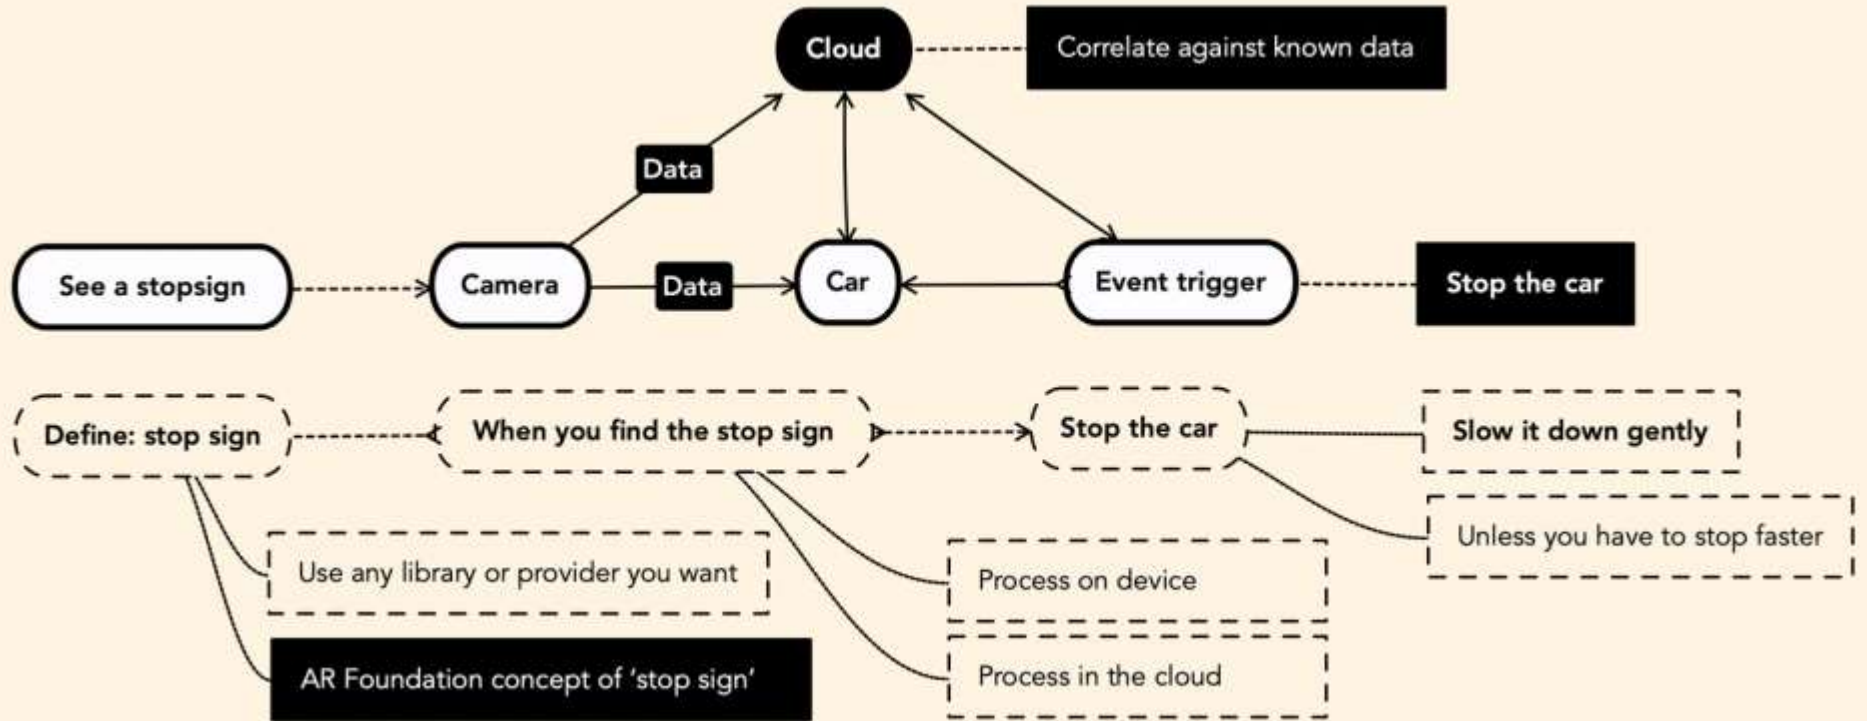 Cloud
Correlate against known data
Data
See a stopsign
Camera
Data
Car
Event trigger
Stop the car
Define: stop sign
When you find the stop sign
Stop the car
Slow it down gently
Unless you have to stop faster
Use any library or provider you want
Process on device
AR Foundation concept of ‘stop sign’
Process in the cloud